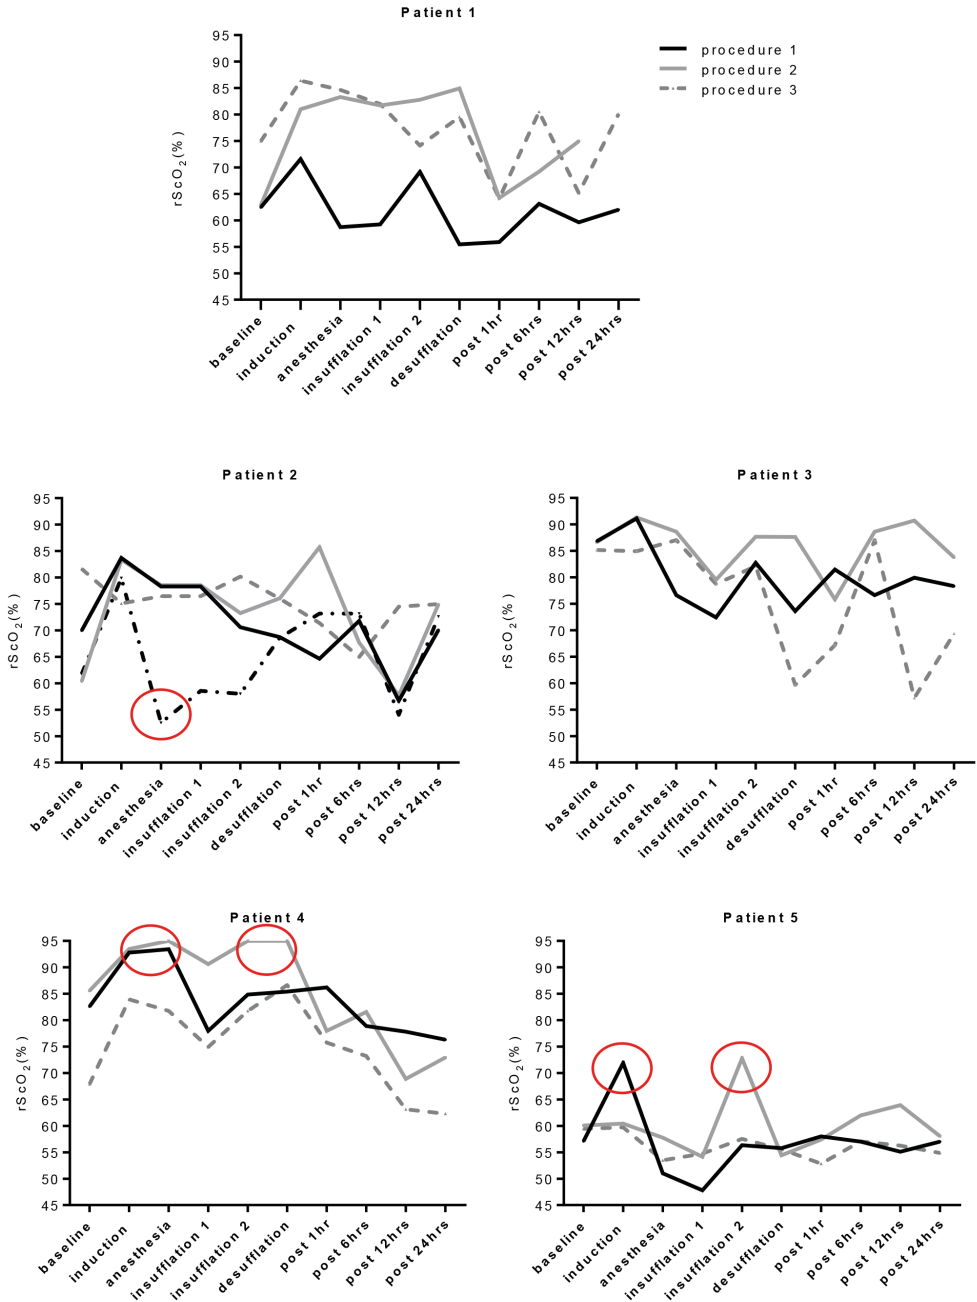 Patient 1
95
90
85
80
75
70
65
60
55
50
45
rScO2(%)
procedure 1
procedure 2
procedure 3
baseline
induction
anesthesia
insufflation 1
insufflation 2
desufflation
post 1hr
post 6hrs
post 12hrs
post 24hrs
Patient 2
95
90
85
80
75
70
65
60
55
50
45
rScO2(%)
baseline
induction
anesthesia
insufflation 1
insufflation 2
desufflation
post 1hr
post 6hrs
post 12hrs
post 24hrs
Patient 3
95
90
85
80
75
70
65
60
55
50
45
rScO2(%)
baseline
induction
anesthesia
insufflation 1
insufflation 2
desufflation
post 1hr
post 6hrs
post 12hrs
post 24hrs
Patient 4
95
90
85
80
75
70
65
60
55
50
45
rScO2(%)
baseline
induction
anesthesia
insufflation 1
insufflation 2
desufflation
post 1hr
post 6hrs
post 12hrs
post 24hrs
Patient 5
95
90
85
80
75
70
65
60
55
50
45
rScO2(%)
baseline
induction
anesthesia
insufflation 1
insufflation 2
desufflation
post 1hr
post 6hrs
post 12hrs
post 24hrs